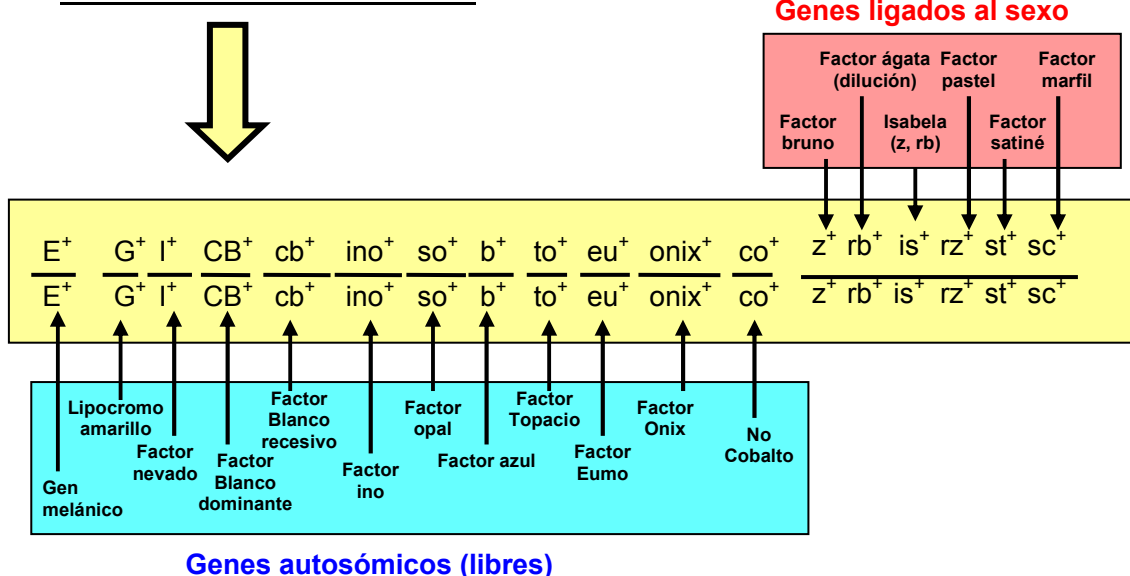 Genes ligados al sexo
Factor ágata
(dilución)
Factor
pastel
Factor
marfil
Factor
bruno
Isabela
(z, rb)
Factor
satiné
E⁺ G⁺ I⁺ CB⁺ cb⁺ ino⁺ so⁺ b⁺ to⁺ eu⁺ onix⁺ co⁺ z⁺ rb⁺ is⁺ rz⁺ st⁺ sc⁺
E⁺ G⁺ I⁺ CB⁺ cb⁺ ino⁺ so⁺ b⁺ to⁺ eu⁺ onix⁺ co⁺ z⁺ rb⁺ is⁺ rz⁺ st⁺ sc⁺
Lipocromo
amarillo
Factor
Blanco
recesivo
Factor
opal
Factor
Topacio
Factor
Onix
Gen
melánico
Factor
nevado
Factor
Blanco
dominante
Factor
ino
Factor azul
Factor
Eumo
No
Cobalto
Genes autosómicos (libres)